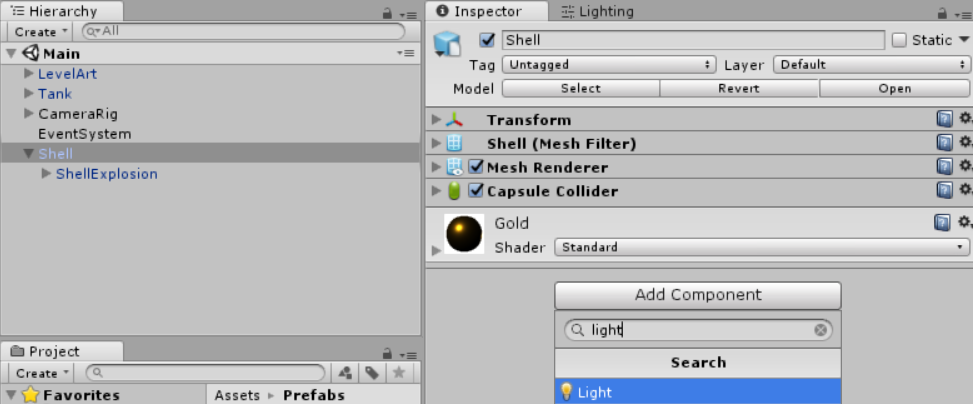 Hierarchy
Create
All
Main
LevelArt
Tank
CameraRig
EventSystem
Shell
ShellExplosion
Project
Create
Favorites
Assets Prefabs
Inspector Lighting
Shell Static
Tag Untagged Layer Default
Model Select Revert Open
Transform
Shell (Mesh Filter)
Mesh Renderer
Capsule Collider
Gold
Shader Standard
Add Component
light
Search
Light